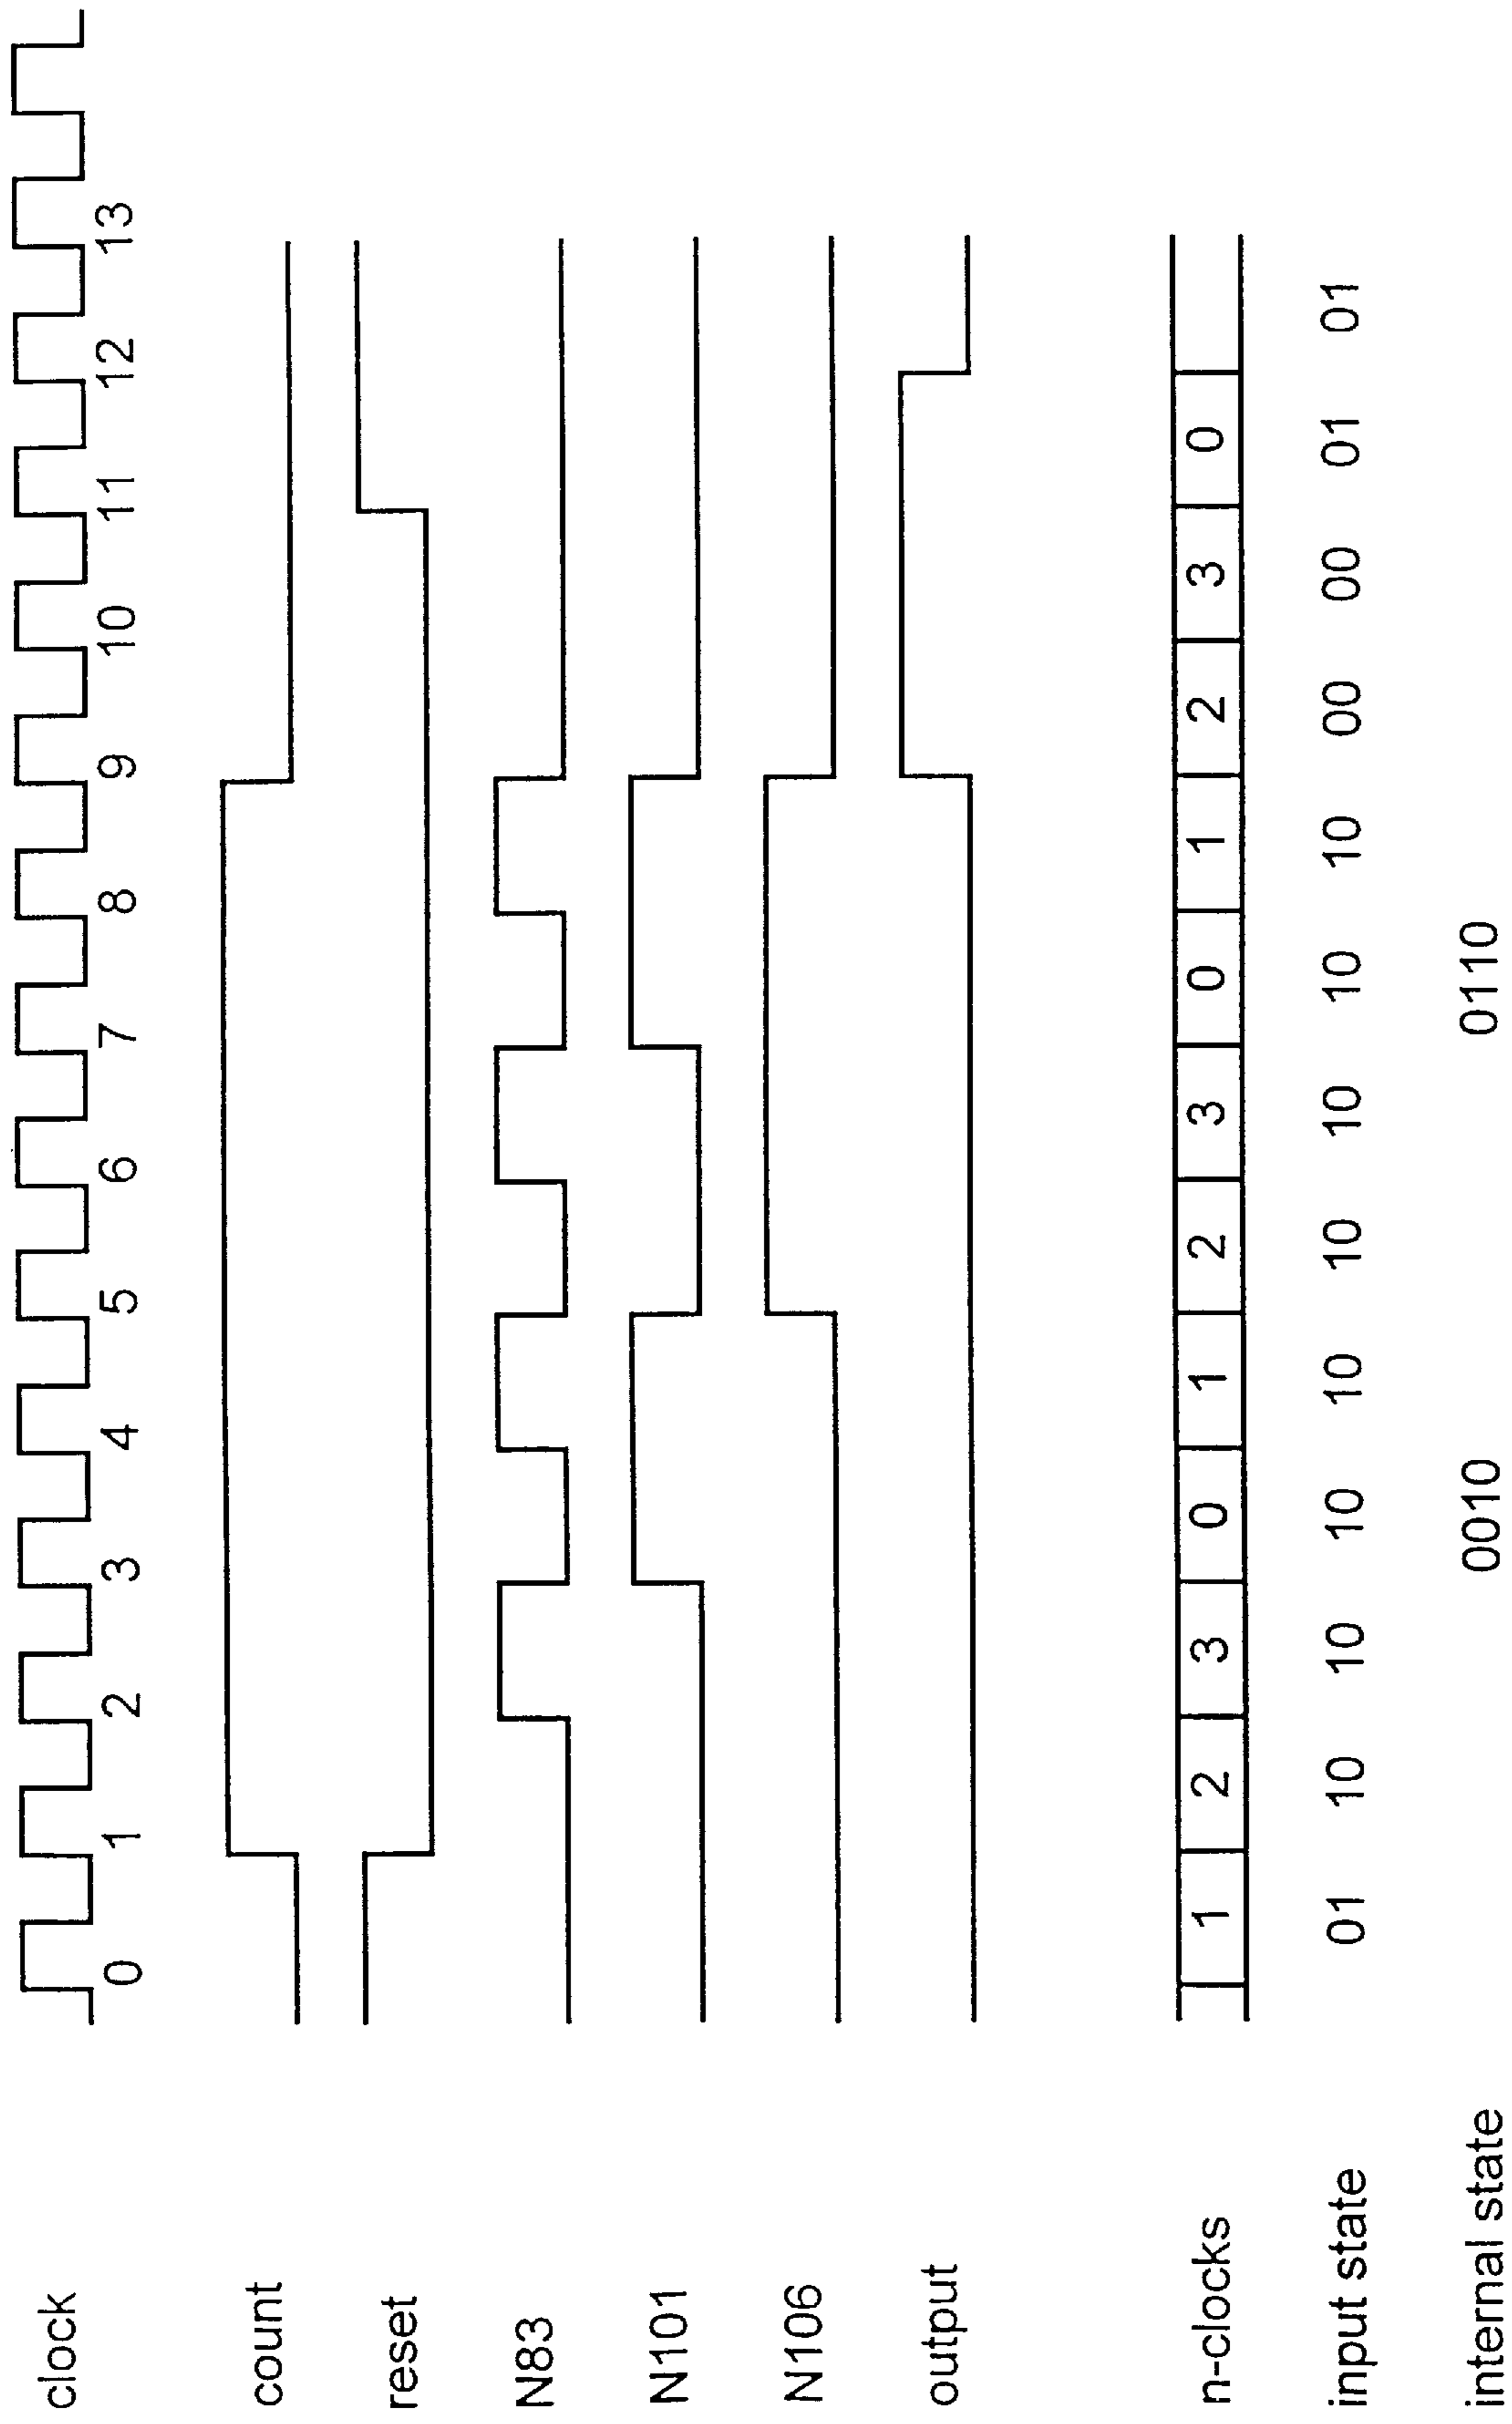 clock
0 1 2 3 4 5 6 7 8 9 10 11 12 13
count
reset
N83
N101
N106
output
n-clocks 1 2 3 0 1 2 3 0 1 2 3 0
input state 01 10 10 10 10 10 10 10 10 00 00 01 01
internal state 0010 0110